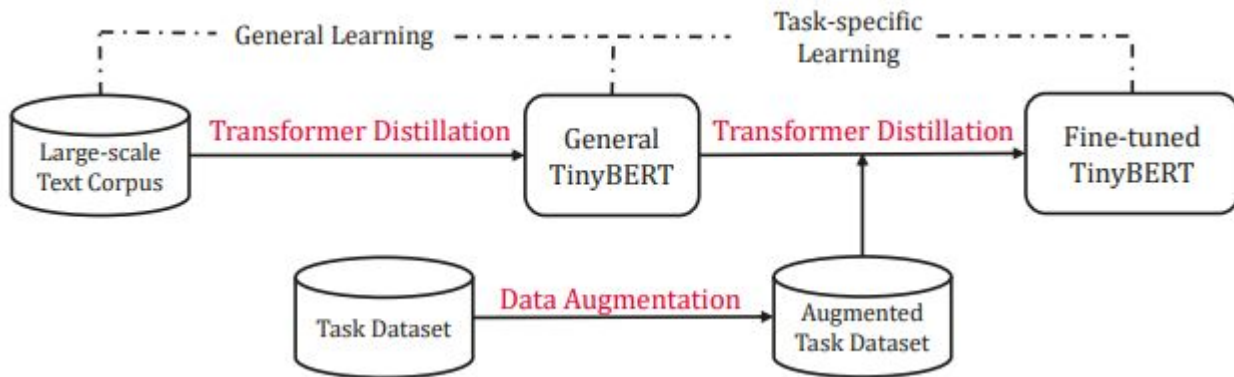 General Learning
Task-specific
Learning
Large-scale
Text Corpus
Transformer Distillation
General
TinyBERT
Transformer Distillation
Fine-tuned
TinyBERT
Task Dataset
Data Augmentation
Augmented
Task Dataset